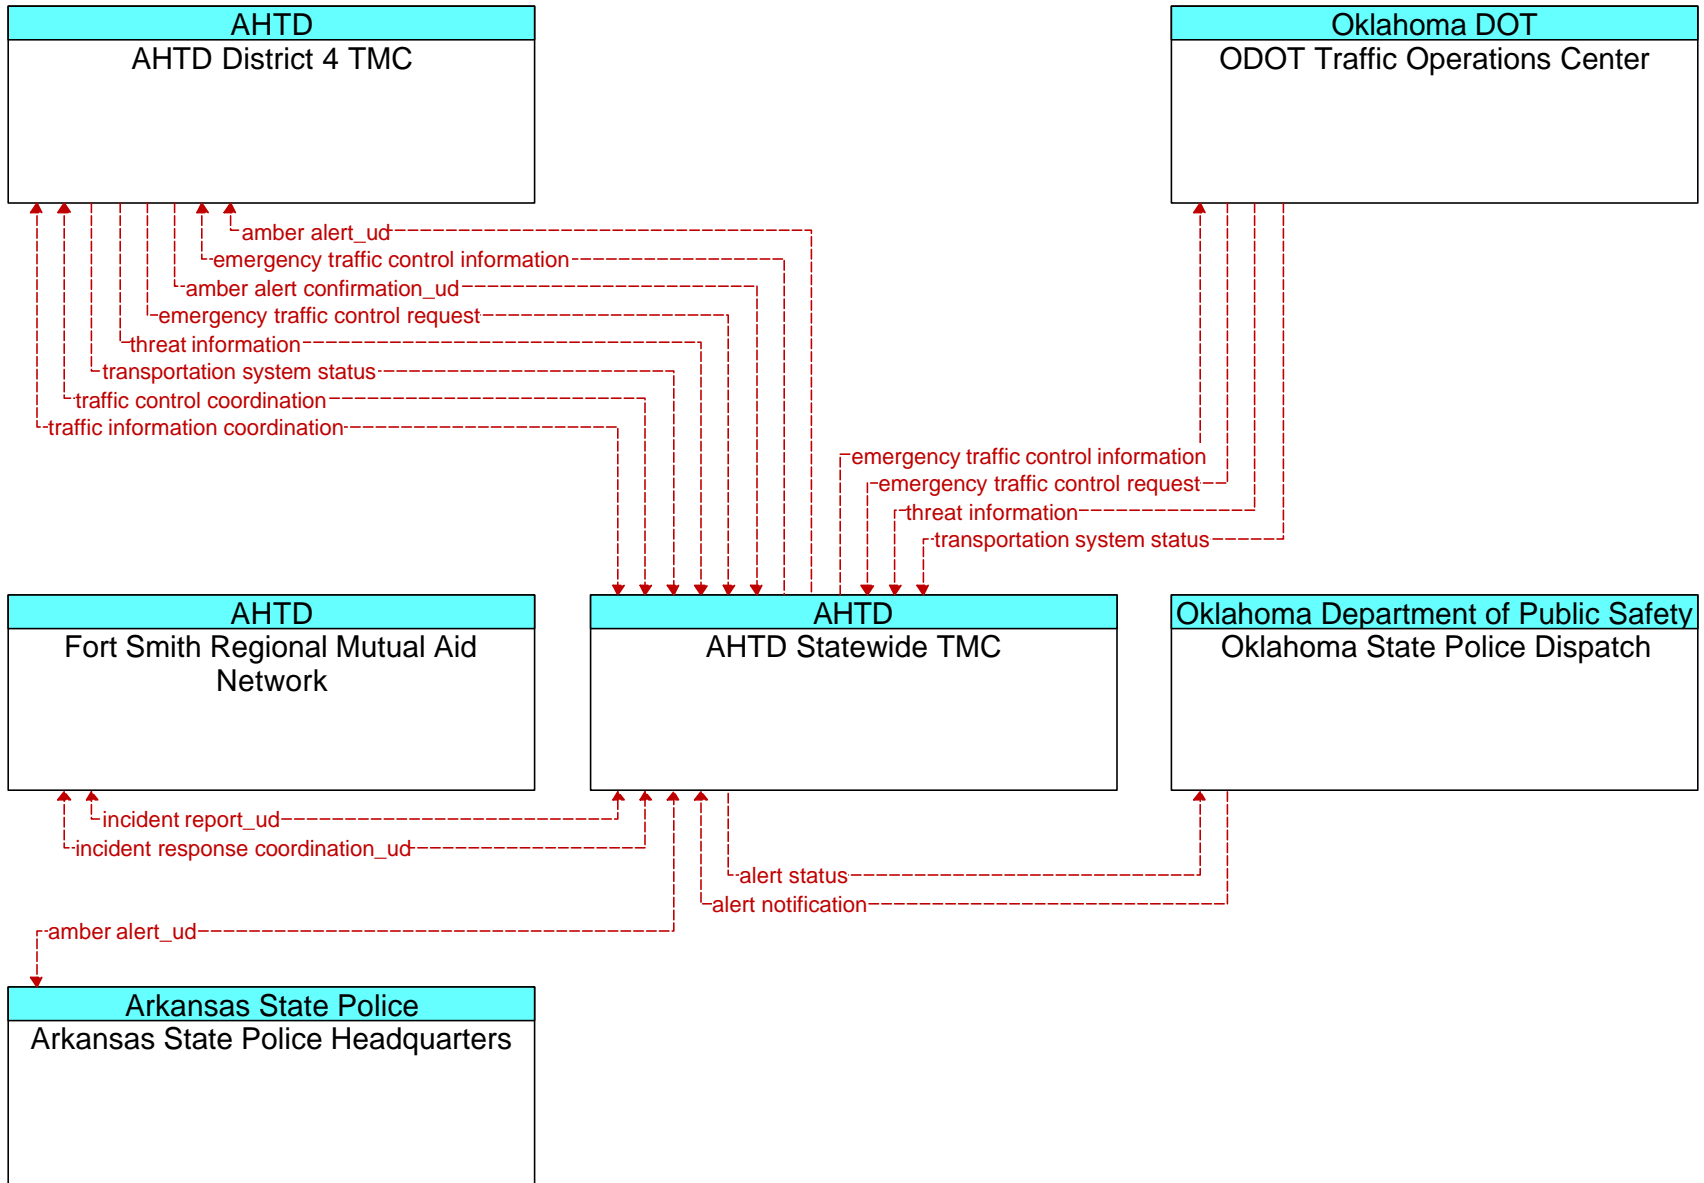 AHTD
AHTD District 4 TMC
Oklahoma DOT
ODOT Traffic Operations Center
amber alert_ud
emergency traffic control information
amber alert confirmation_ud
emergency traffic control request
threat information
transportation system status
traffic control coordination
traffic information coordination
emergency traffic control information
emergency traffic control request
threat information
transportation system status
AHTD
Fort Smith Regional Mutual Aid
Network
AHTD
AHTD Statewide TMC
Oklahoma Department of Public Safety
Oklahoma State Police Dispatch
incident report_ud
incident response coordination_ud
alert status
alert notification
amber alert_ud
Arkansas State Police
Arkansas State Police Headquarters